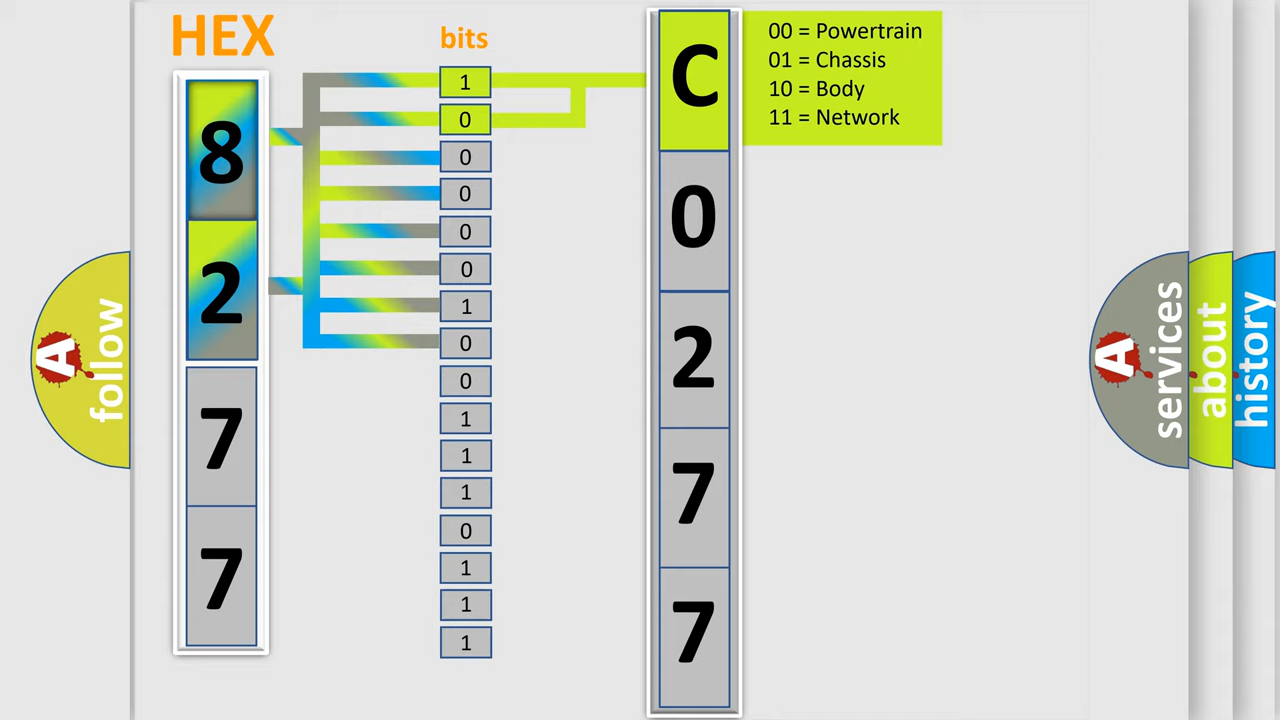 HEX
bits
8
2
7
7
1
0
0
0
0
0
1
0
0
1
1
1
0
1
1
1
C
0
2
7
7
00 = Powertrain
01 = Chassis
10 = Body
11 = Network
A
follow
A
services
about
history